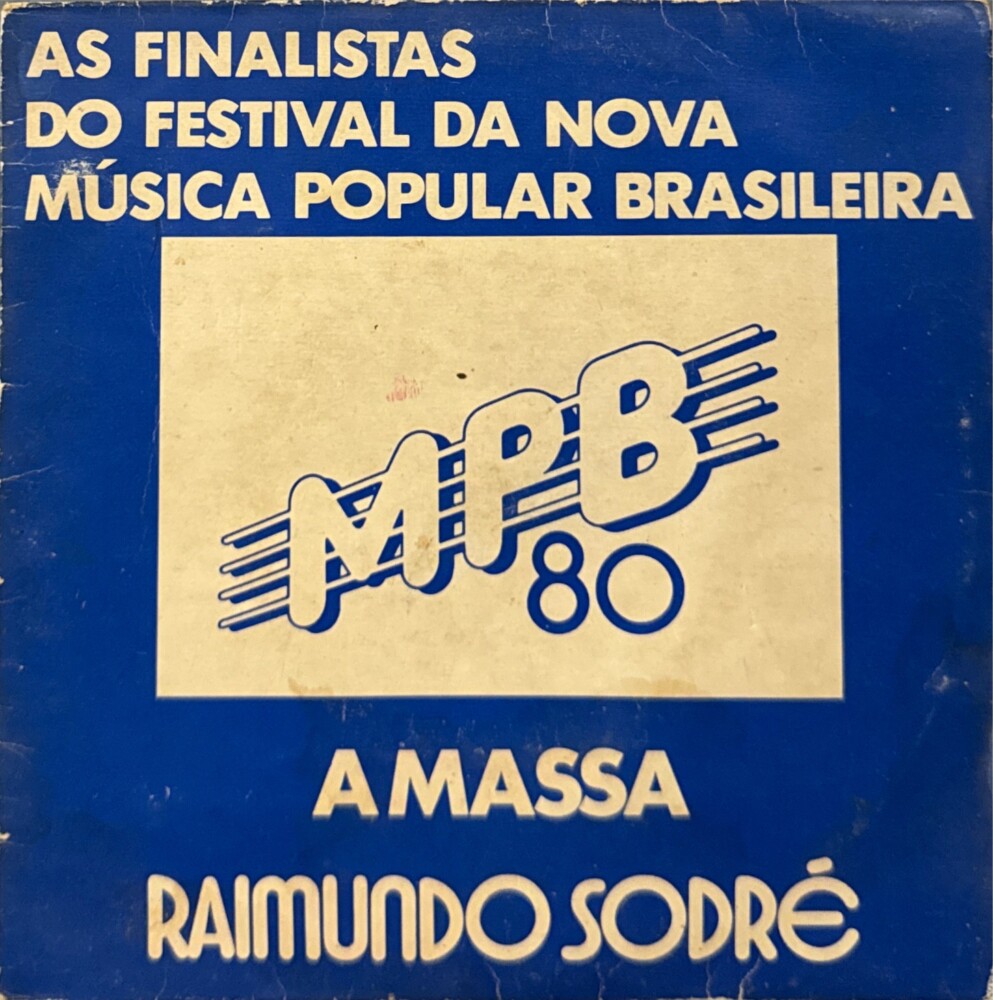 AS FINALISTAS
DO FESTIVAL DA NOVA
MÚSICA POPULAR BRASILEIRA
MPB
80
A MASSA
RAIMUNDO SODRÉ